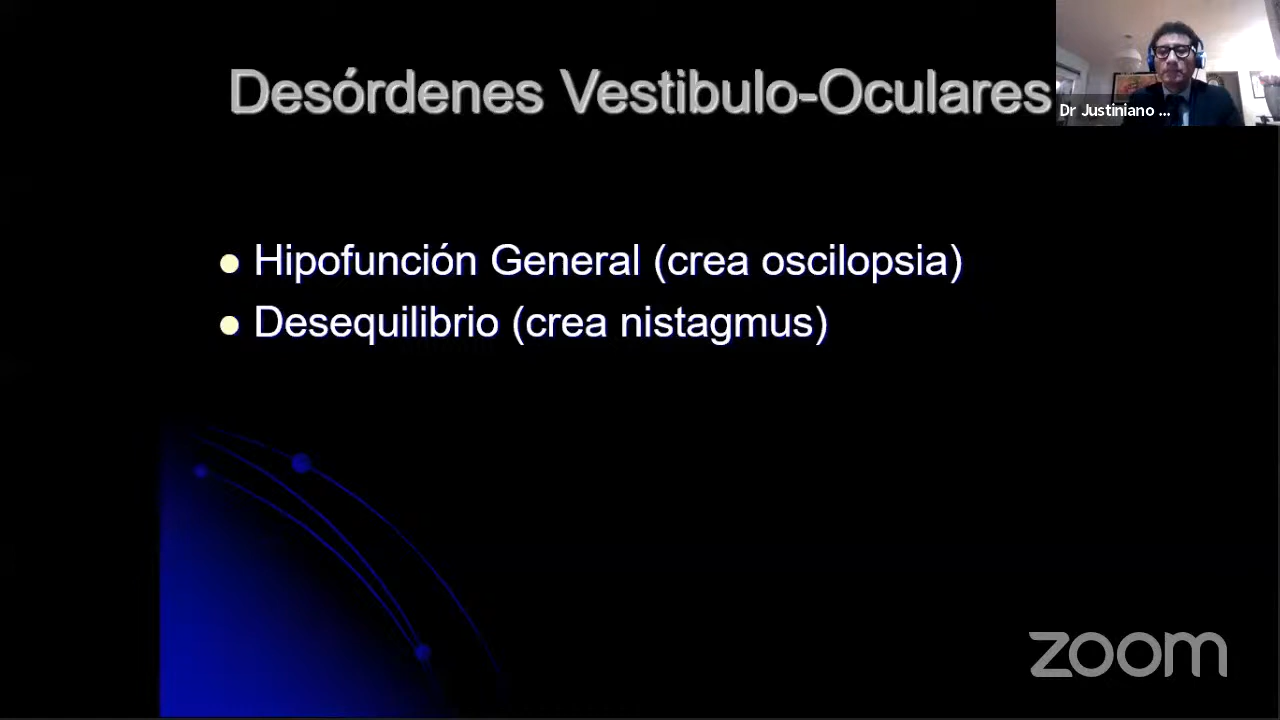 Desórdenes Vestibulo-Oculares
Dr Justiniano ...
Hipofunción General (crea oscilopsia)
Desequilibrio (crea nistagmus)
zoom